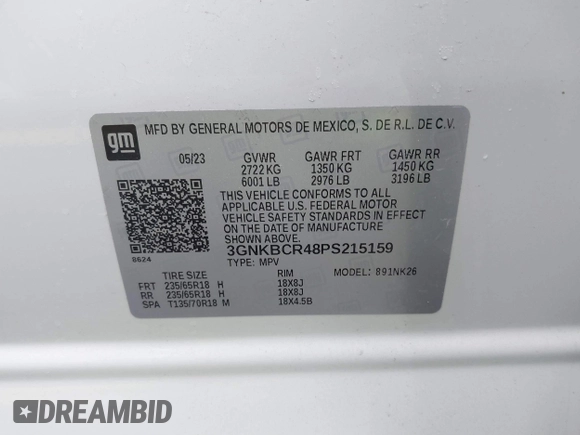 gm
MFD BY GENERAL MOTORS DE MEXICO, S. DE R.L. DE C.V.
05/23 GVWR GAWR FRT GAWR RR
2722 KG 1350 KG 1450 KG
6001 LB 2976 LB 3196 LB
THIS VEHICLE CONFORMS TO ALL
APPLICABLE U.S. FEDERAL MOTOR
VEHICLE SAFETY STANDARDS IN EFFECT
ON THE DATE OF MANUFACTURE
SHOWN ABOVE.
8624
3GNKBCR48PS215159
TYPE: MPV
TIRE SIZE RIM MODEL: 891NK26
FRT 235/65R18 H 18X8J
RR 235/65R18 H 18X8J
SPA T135/70R18 M 18X4.5B
DREAMBID